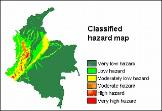 Classified
hazard map
Very low hazard
Low hazard
Moderately low hazard
Moderate hazard
High hazard
Very high hazard